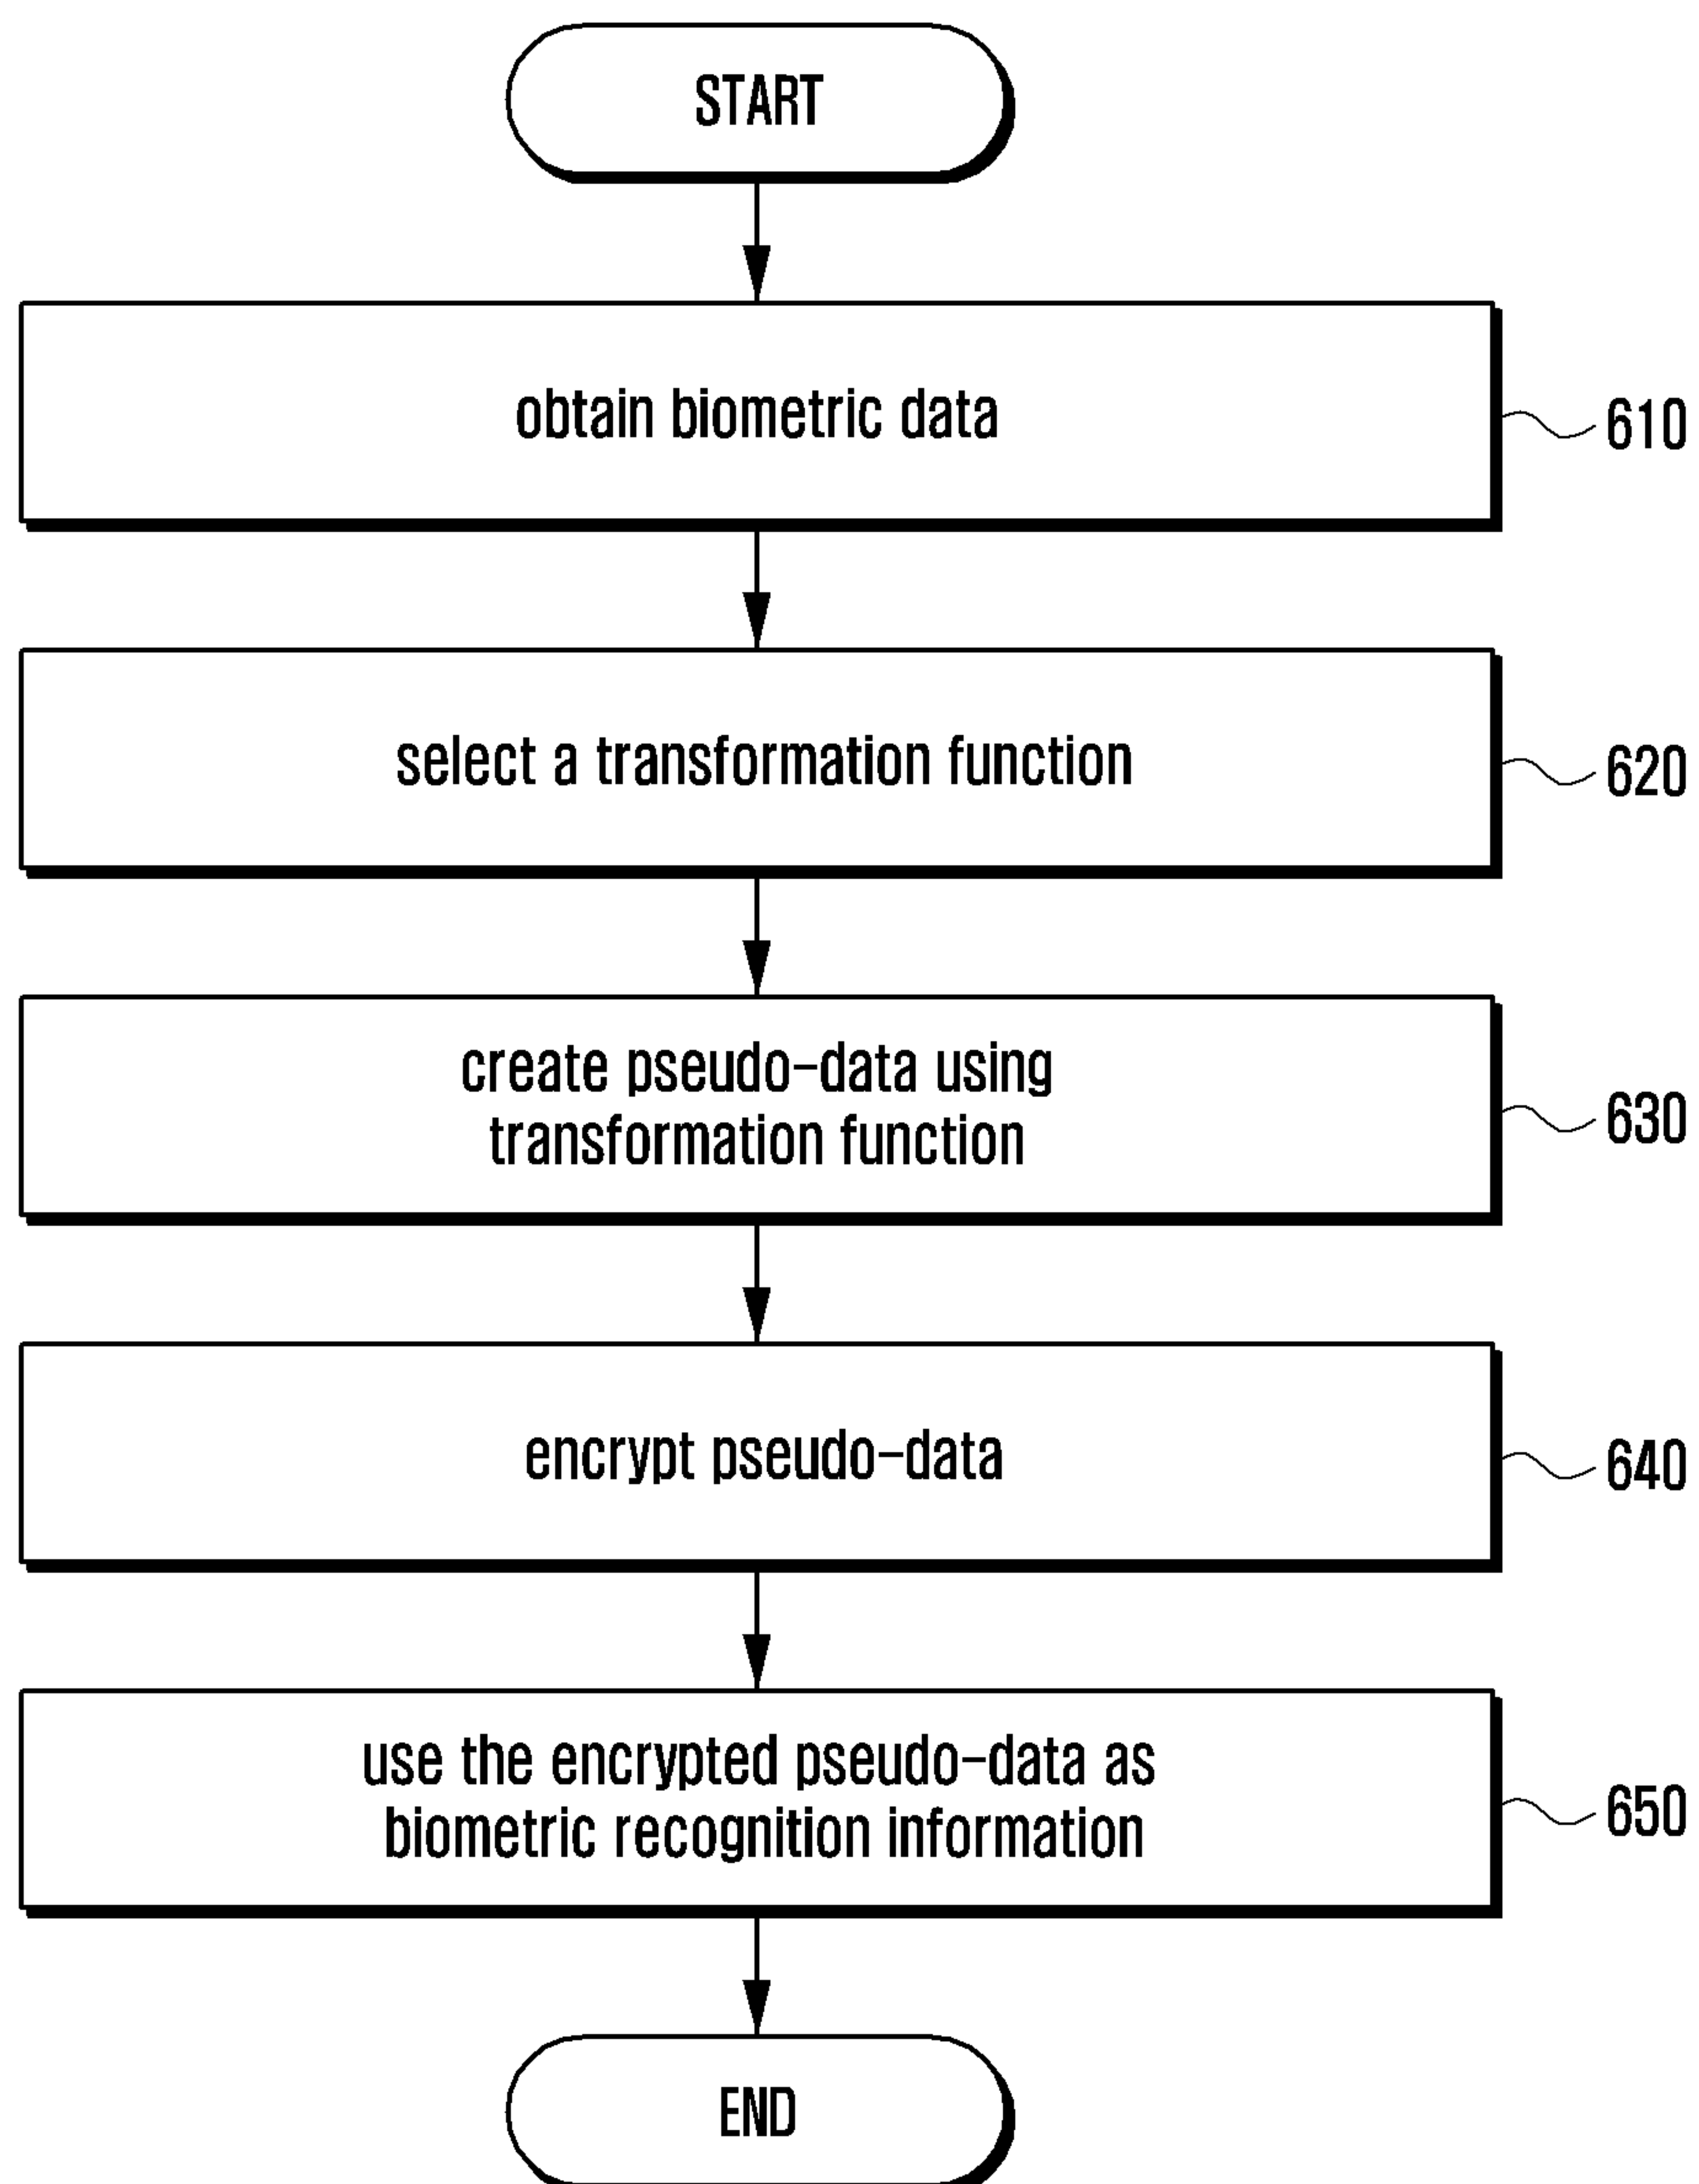 START
obtain biometric data
610
select a transformation function
620
create pseudo-data using
transformation function
630
encrypt pseudo-data
640
use the encrypted pseudo-data as
biometric recognition information
650
END